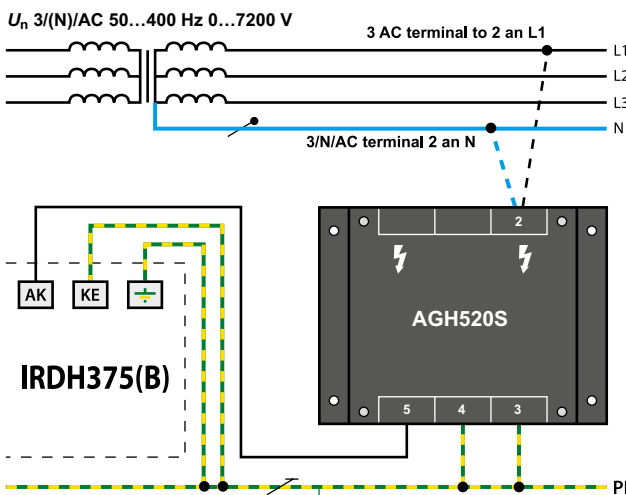 Un 3/(N)/AC 50...400 Hz 0...7200 V
3 AC terminal to 2 an L1
L1
L2
L3
N
3/N/AC terminal 2 an N
2
AK
KE
AGH520S
IRDH375(B)
5
4
3